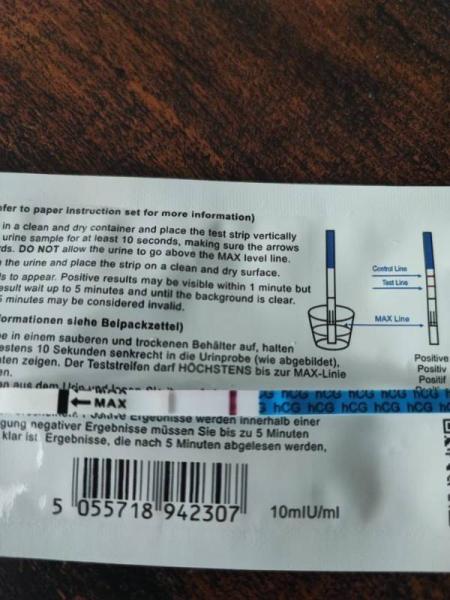 efer to paper instruction set for more information)
in a clean and dry container and place the test strip vertically
urine sample for at least 10 seconds, making sure the arrows
ds. DO NOT allow the urine to go above the MAX level line.
the urine and place the strip on a clean and dry surface.
s to appear. Positive results may be visible within 1 minute but
esult wait up to 5 minutes and until the background is clear.
5 minutes may be considered invalid.
formationen siehe Beipackzettel)
e in einem sauberen und trockenen Behälter auf, halten
estens 10 Sekunden senkrecht in die Urinprobe (wie abgebildet),
ten zeigen. Der Teststreifen darf HÖCHSTENS bis zur MAX-Linie
en.
Control Line
Test Line
MAX Line
Positive
Positiv
Positif
MAX
hCG hCG hCG hCG hCG
hCG hCG hCG hCG hCG hCG
Ergebnisse werden innerhalb einer
gung negativer Ergebnisse müssen Sie bis zu 5 Minuten
klar ist. Ergebnisse, die nach 5 Minuten abgelesen werden,
5 055718 942307
10mIU/ml